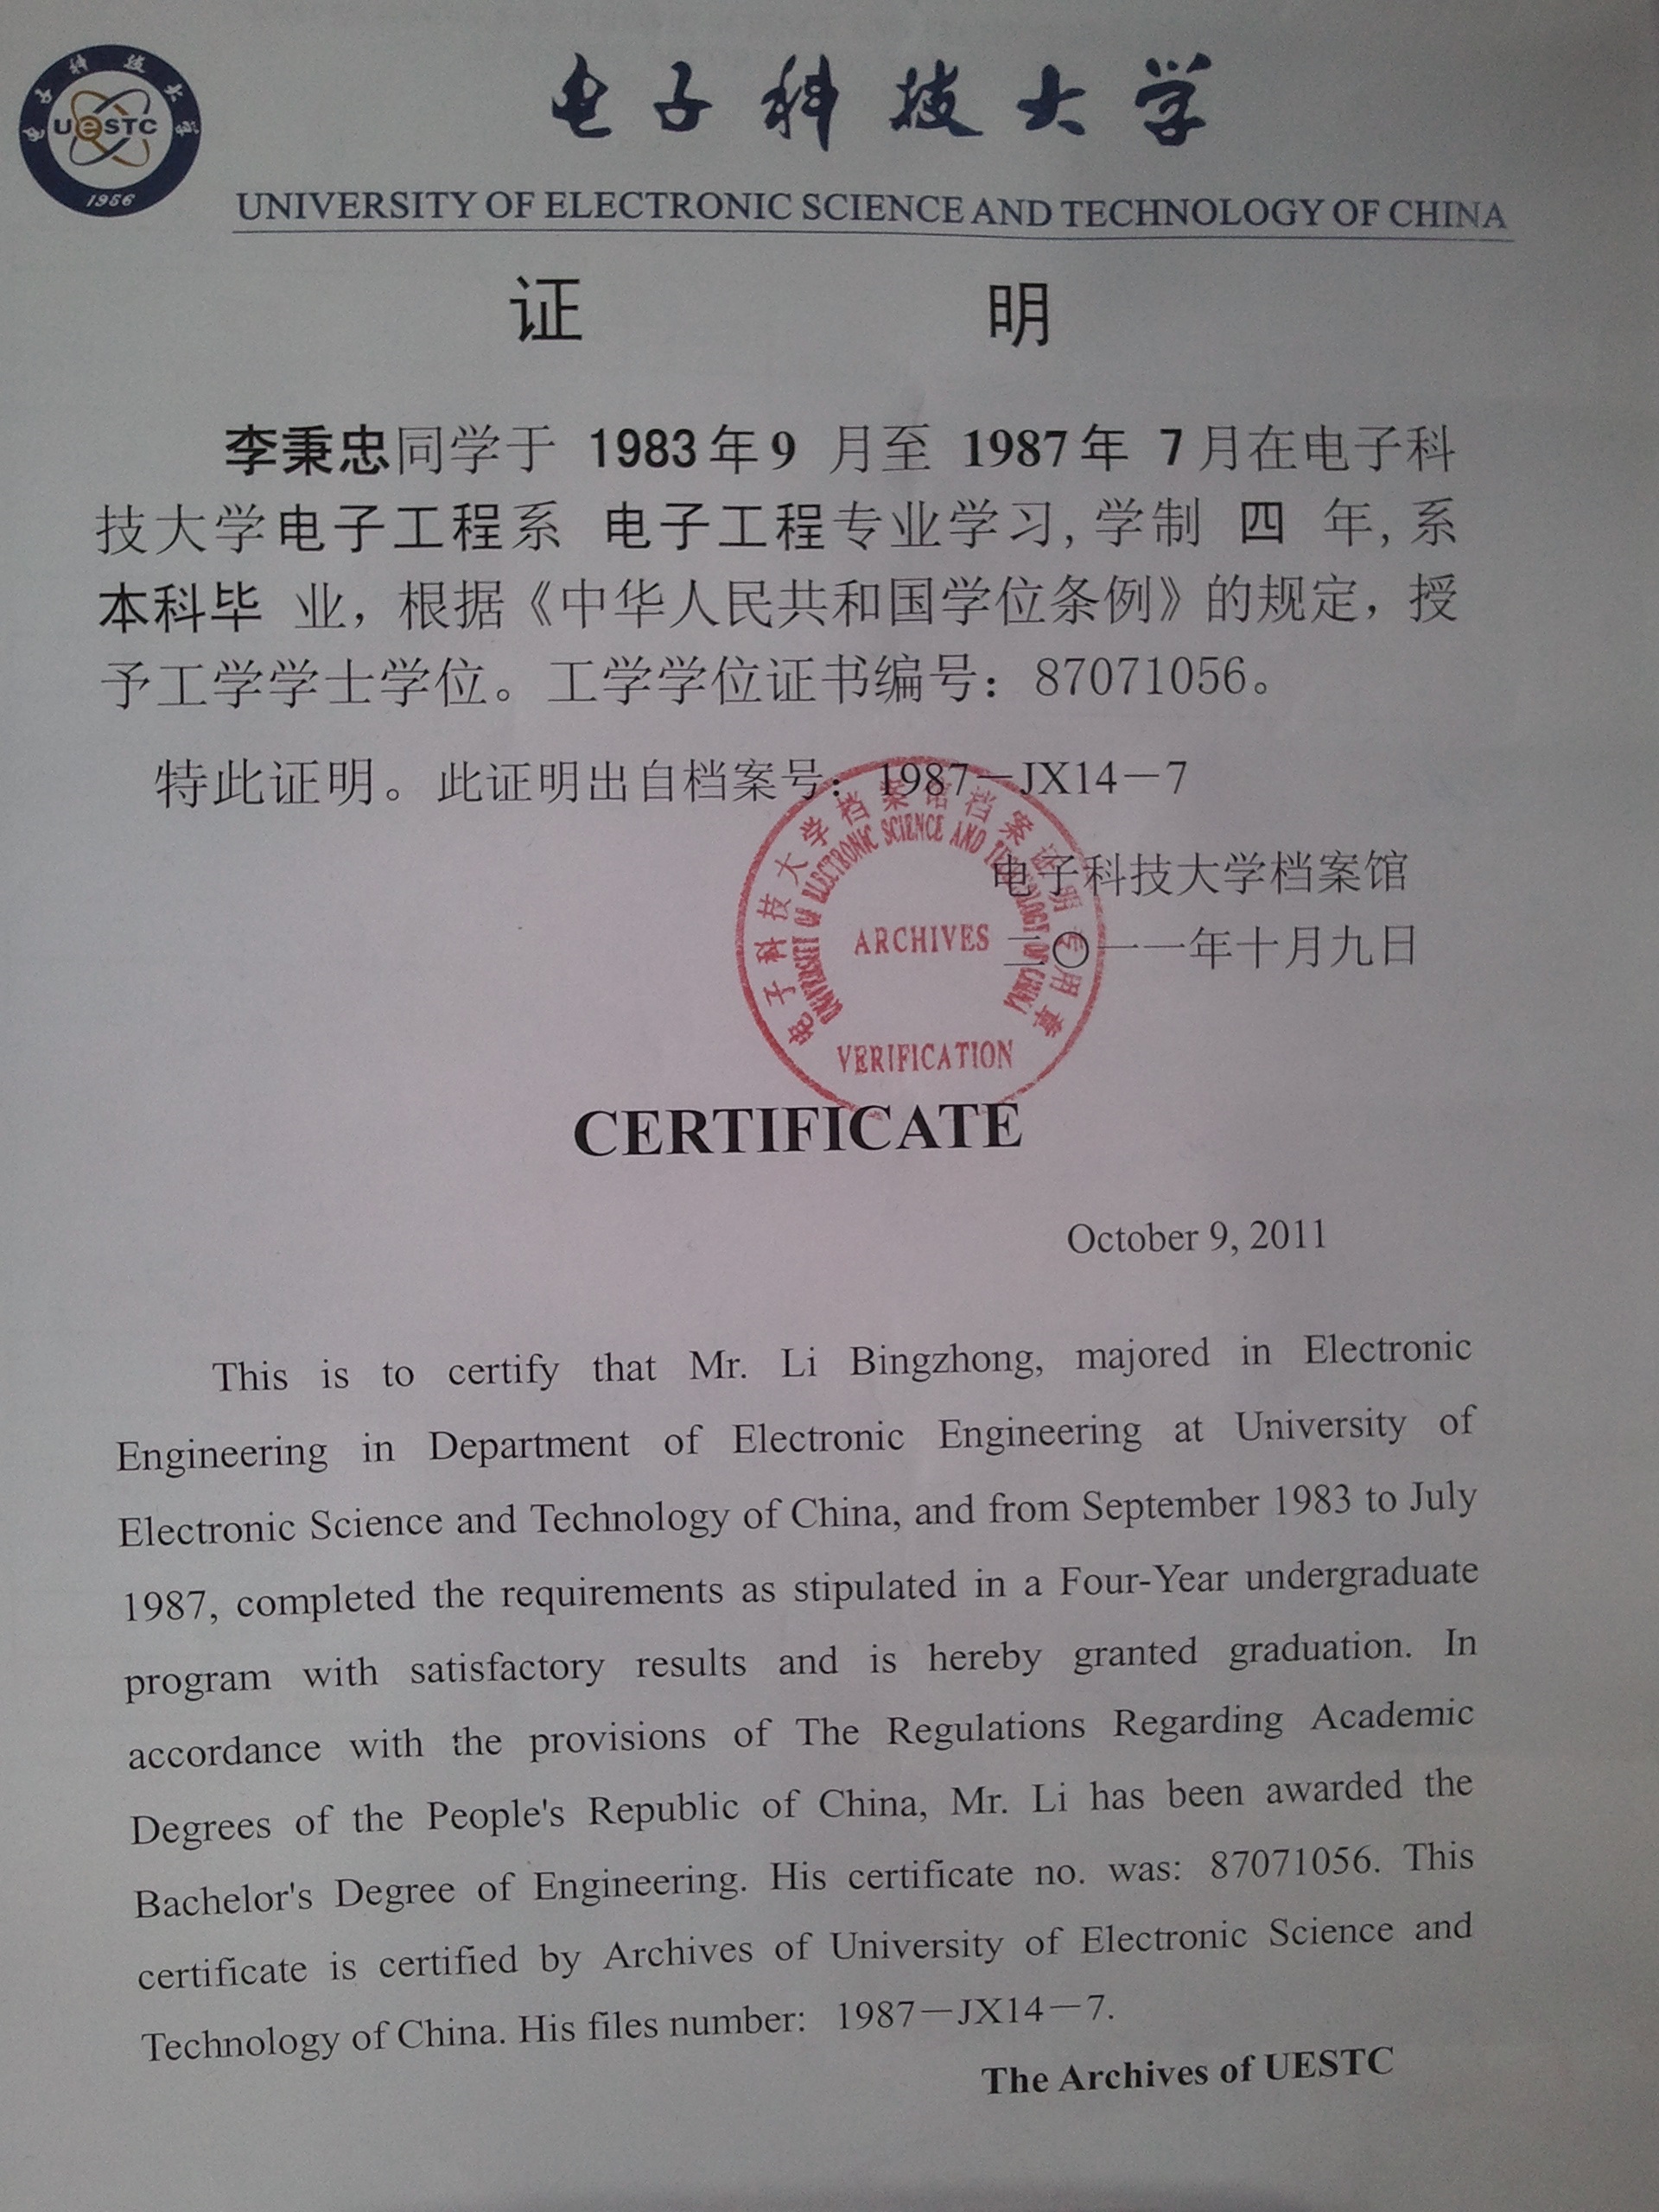 电子科技大学
UESTC
1956
UNIVERSITY OF ELECTRONIC SCIENCE AND TECHNOLOGY OF CHINA
证 明
李秉忠同学于 1983年9 月至 1987年 7月在电子科
技大学电子工程系 电子工程专业学习,学制 四 年,系
本科毕 业,根据《中华人民共和国学位条例》的规定,授
予工学学士学位。工学学位证书编号:87071056。
特此证明。此证明出自档案号:1987—JX14—7
电子科技大学档案馆
二〇一一年十月九日
电子科技大学档案馆档案证明专用章
UNIVERSITY OF ELECTRONIC SCIENCE AND TECHNOLOGY OF CHINA
ARCHIVES
VERIFICATION
CERTIFICATE
October 9, 2011
This is to certify that Mr. Li Bingzhong, majored in Electronic
Engineering in Department of Electronic Engineering at University of
Electronic Science and Technology of China, and from September 1983 to July
1987, completed the requirements as stipulated in a Four-Year undergraduate
program with satisfactory results and is hereby granted graduation. In
accordance with the provisions of The Regulations Regarding Academic
Degrees of the People's Republic of China, Mr. Li has been awarded the
Bachelor's Degree of Engineering. His certificate no. was: 87071056. This
certificate is certified by Archives of University of Electronic Science and
Technology of China. His files number: 1987—JX14—7.
The Archives of UESTC